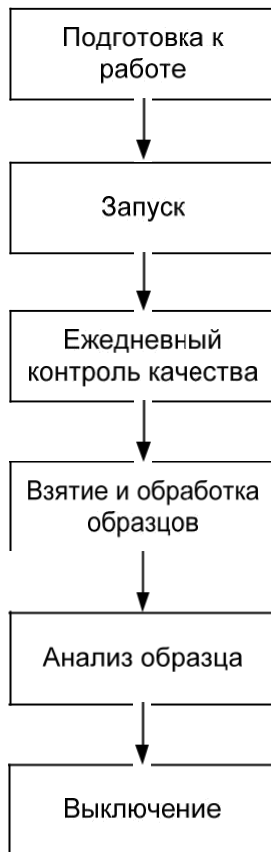 Подготовка к
работе
Запуск
Ежедневный
контроль качества
Взятие и обработка
образцов
Анализ образца
Выключение